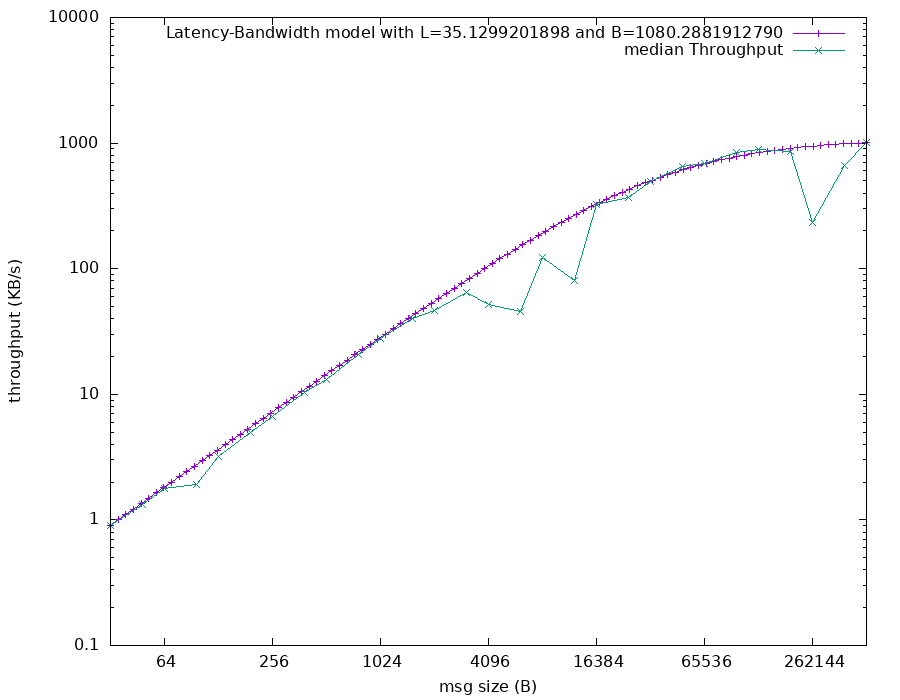 10000
Latency-Bandwidth model with L=35.1299201898 and B=1080.2881912790
median Throughput
1000
100
throughput (KB/s)
10
1
0.1
64 256 1024 4096 16384 65536 262144
msg size (B)